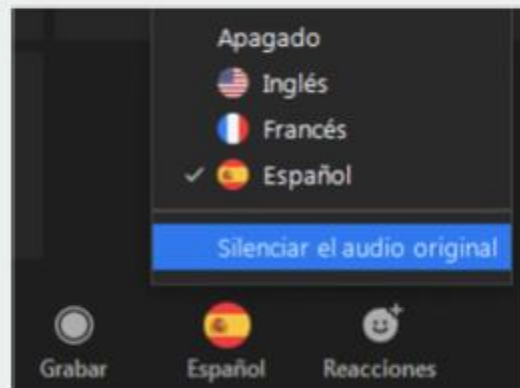 Apagado
Inglés
Francés
Español
Silenciar el audio original
Grabar
Español
Reacciones